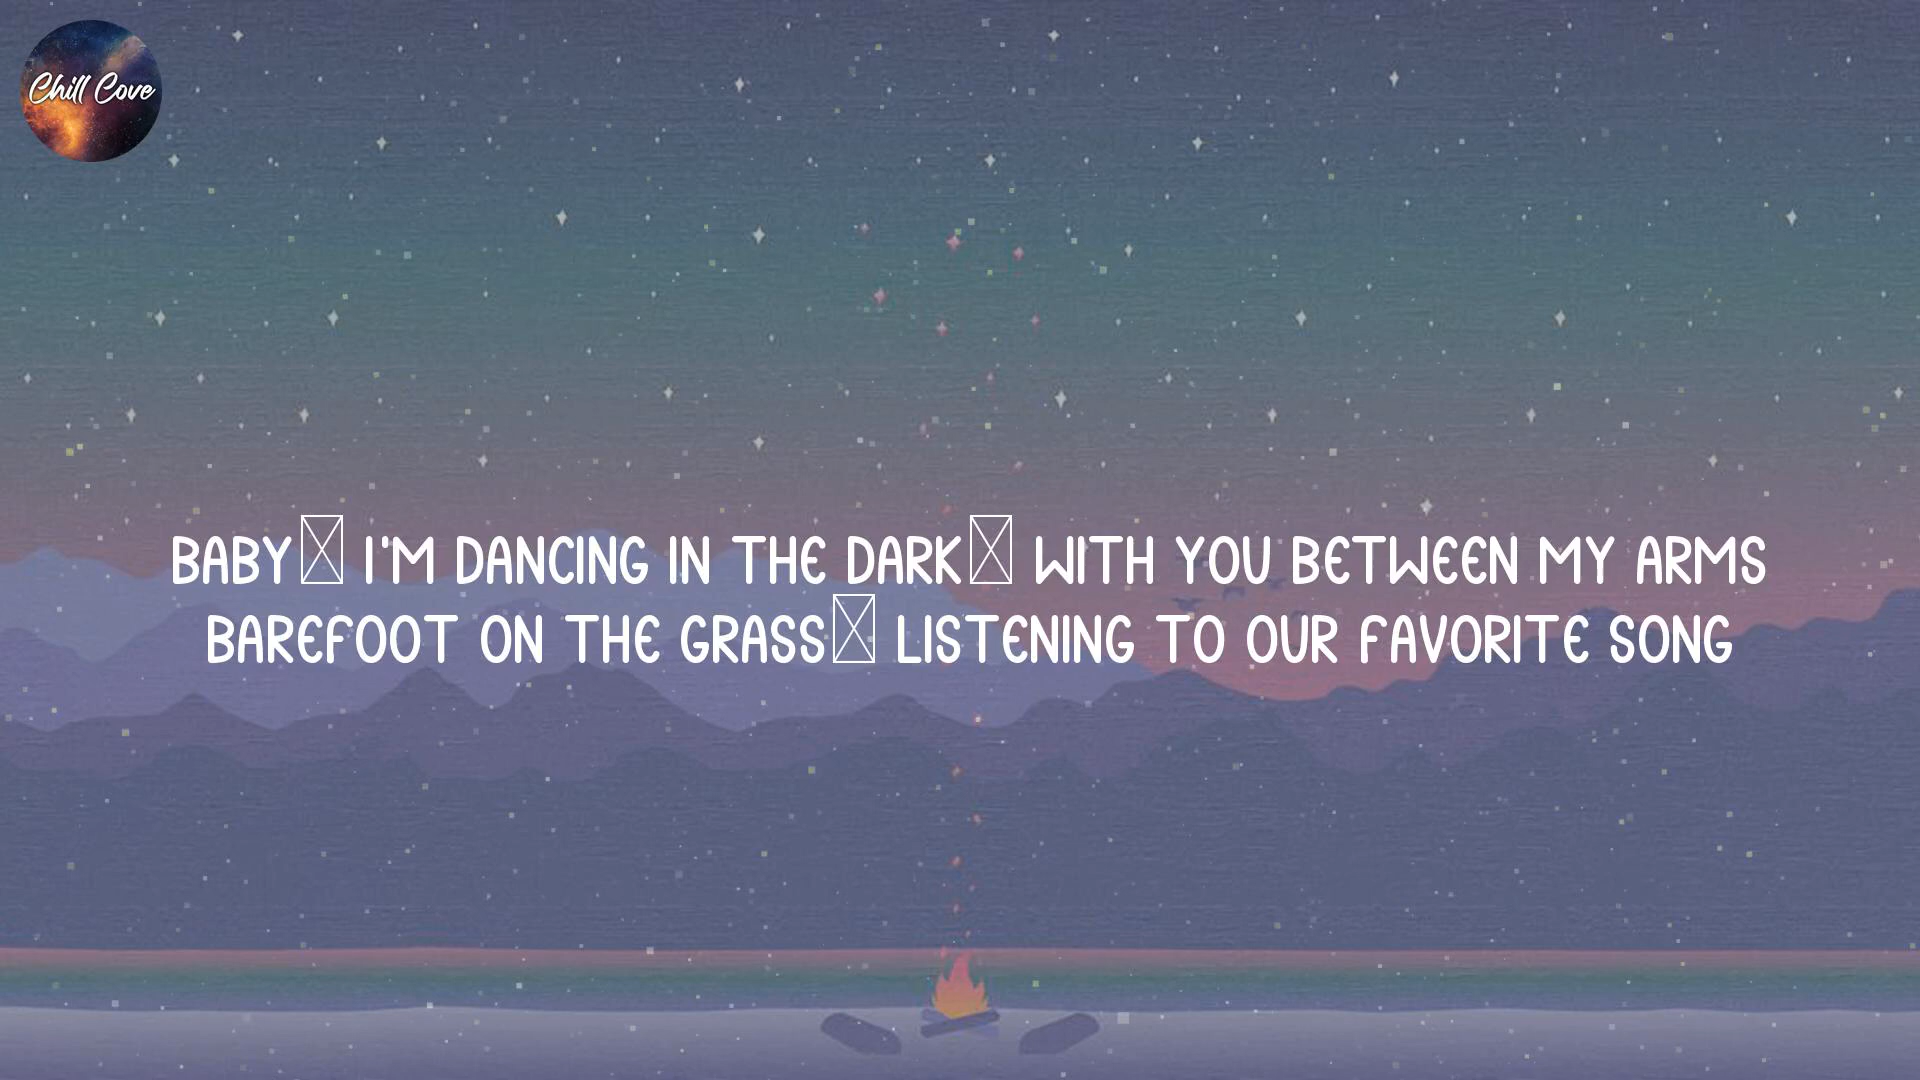 Chill Cove
BABY☒ I'M DANCING IN THE DARK☒ WITH YOU BETWEEN MY ARMS
BAREFOOT ON THE GRASS☒ LISTENING TO OUR FAVORITE SONG